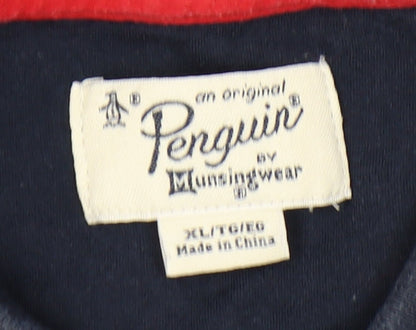 ®
an original
Penguin®
BY
Munsingwear
®
XL/TG/EG
Made in China